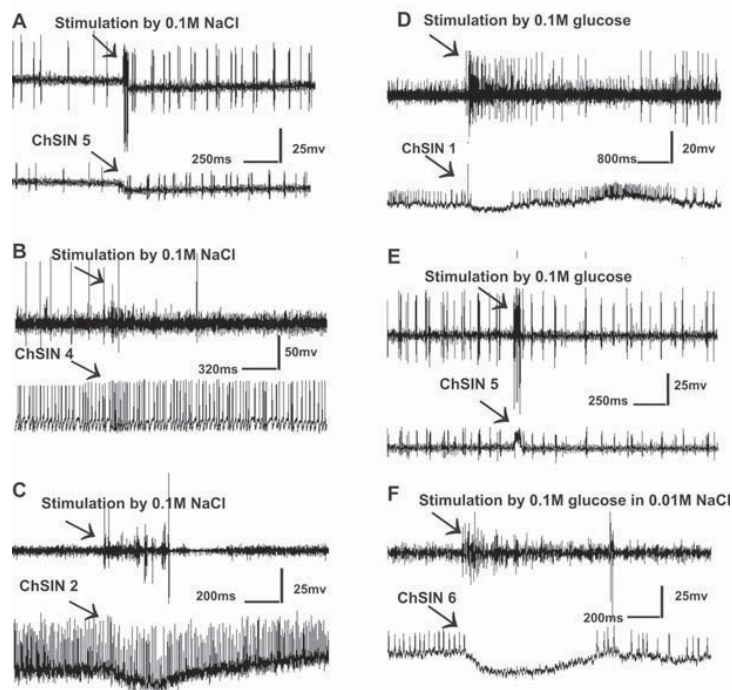 A
Stimulation by 0.1M NaCl
ChSIN 5
250ms
25mv
B
Stimulation by 0.1M NaCl
ChSIN 4
320ms
50mv
C
Stimulation by 0.1M NaCl
ChSIN 2
200ms
25mv
D
Stimulation by 0.1M glucose
ChSIN 1
800ms
20mv
E
Stimulation by 0.1M glucose
ChSIN 5
250ms
25mv
F
Stimulation by 0.1M glucose in 0.01M NaCl
ChSIN 6
200ms
25mv